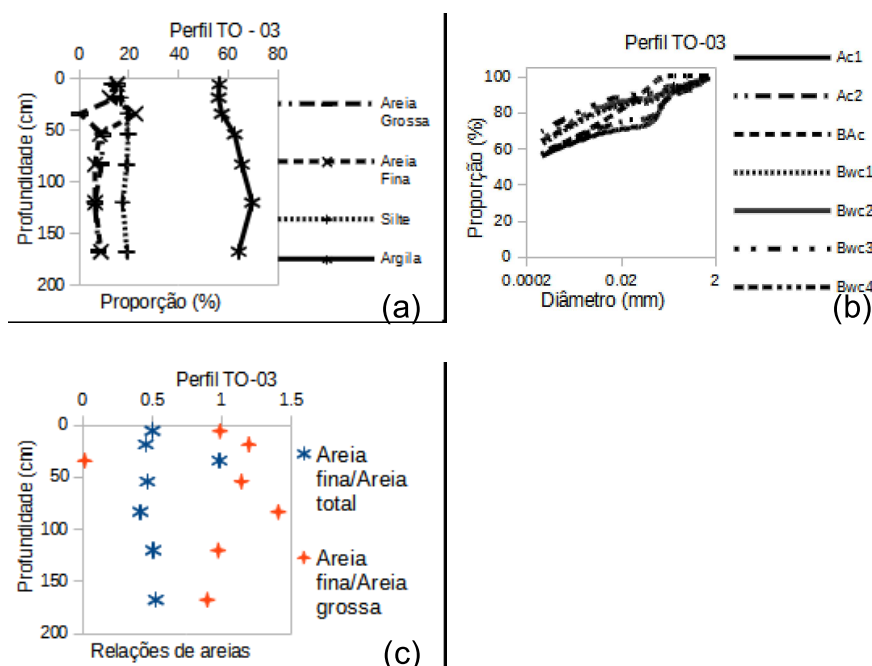 Perfil TO - 03
0 20 40 60 80
0
50
100
150
200
Profundidade (cm)
Proporção (%)
Areia
Grossa
Areia
Fina
Silte
Argila
(a)
Perfil TO-03
100
80
60
40
20
0
Proporção (%)
0.0002 0.02 2
Diâmetro (mm)
Ac1
Ac2
BAc
Bwc1
Bwc2
Bwc3
Bwc4
(b)
Perfil TO-03
0 0.5 1 1.5
0
50
100
150
200
Profundidade (cm)
Relações de areias
Areia
fina/Areia
total
Areia
fina/Areia
grossa
(c)